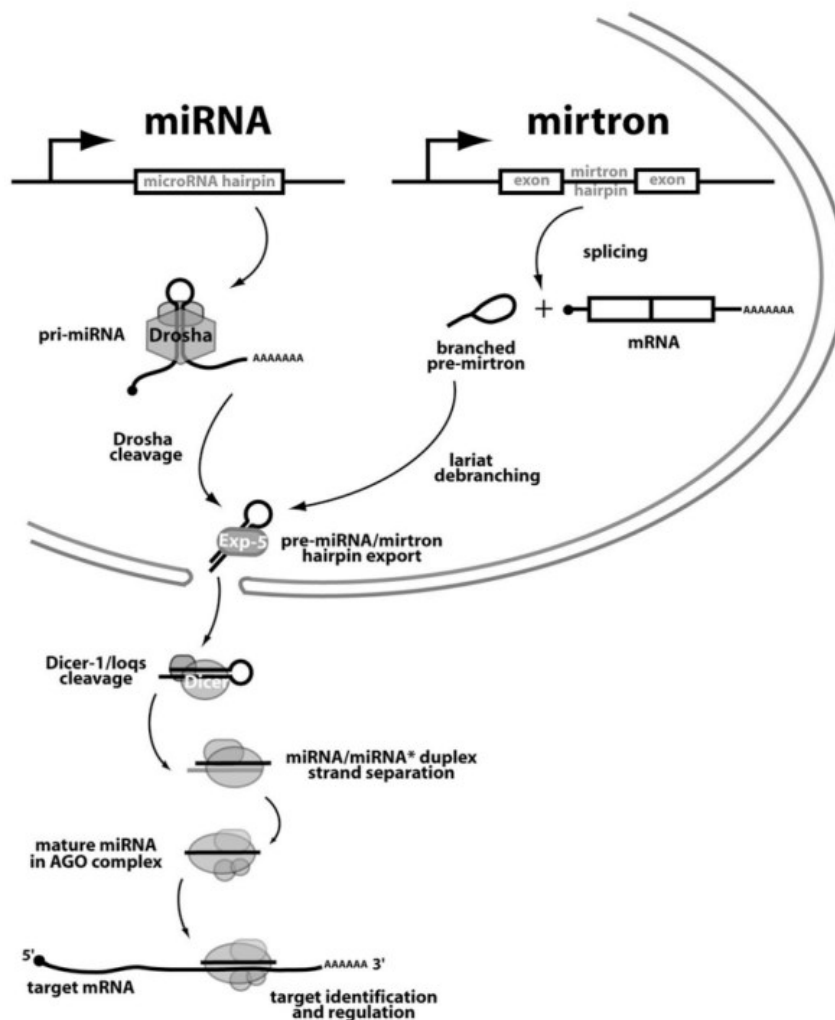 miRNA
mirtron
microRNA hairpin
exon
mirtron
hairpin
exon
splicing
pri-miRNA
Drosha
AAAAAAA
branched
pre-mirtron
+
AAAAAAA
mRNA
Drosha
cleavage
lariat
debranching
Exp-5
pre-miRNA/mirtron
hairpin export
Dicer-1/loqs
cleavage
Dicer
miRNA/miRNA* duplex
strand separation
mature miRNA
in AGO complex
5'
AAAAAA 3'
target mRNA
target identification
and regulation